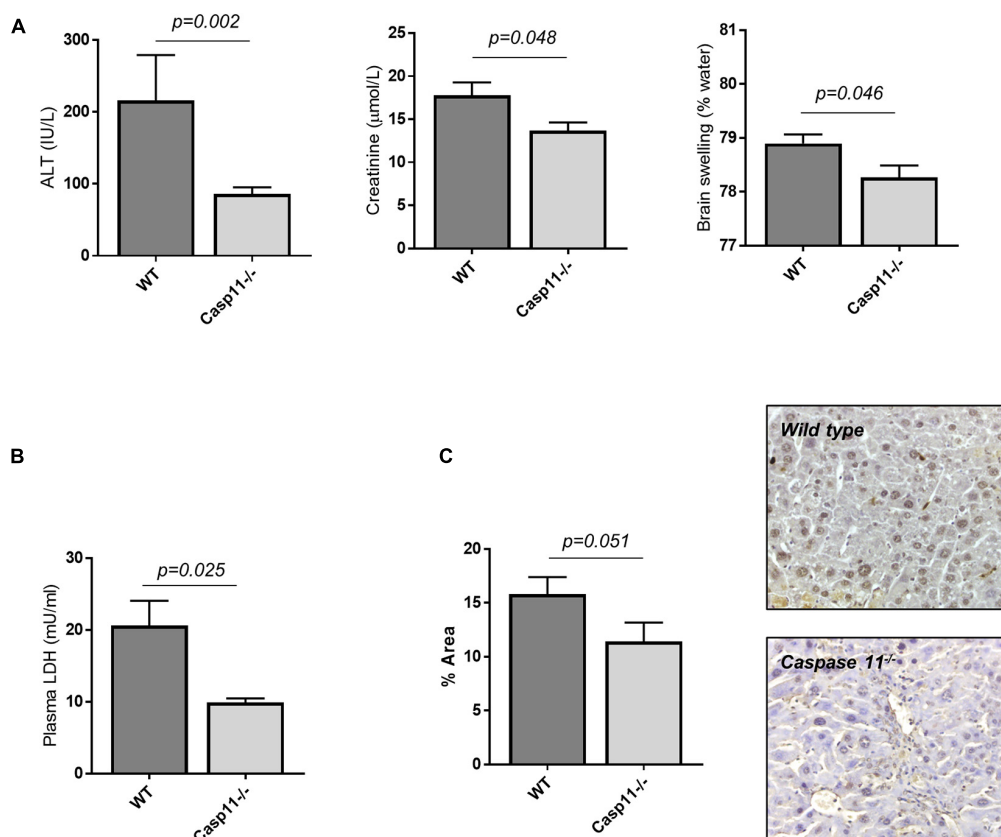 A
p=0.002
300
200
100
0
ALT (IU/L)
WT
Casp11-/-
p=0.048
25
20
15
10
5
0
Creatinine (μmol/L)
WT
Casp11-/-
p=0.046
81
80
79
78
77
Brain swelling (% water)
WT
Casp11-/-
B
p=0.025
30
20
10
0
Plasma LDH (mU/ml)
WT
Casp11-/-
C
p=0.051
20
15
10
5
0
% Area
WT
Casp11-/-
Wild type
Caspase 11-/-